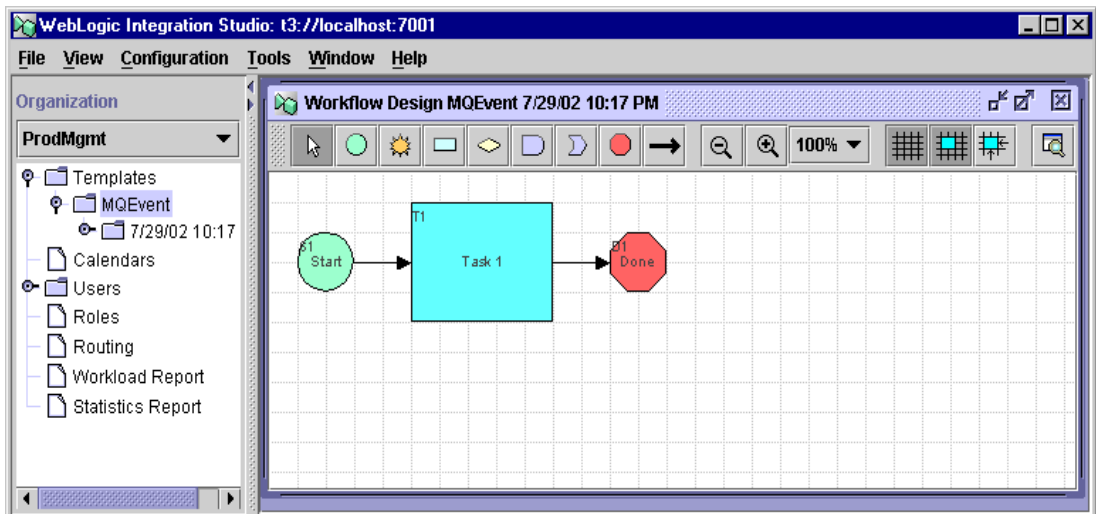 WebLogic Integration Studio: t3://localhost:7001
File View Configuration Tools Window Help
Organization
ProdMgmt
Templates
MQEvent
7/29/02 10:17
Calendars
Users
Roles
Routing
Workload Report
Statistics Report
Workflow Design MQEvent 7/29/02 10:17 PM
100%
S1
Start
T1
Task 1
D1
Done